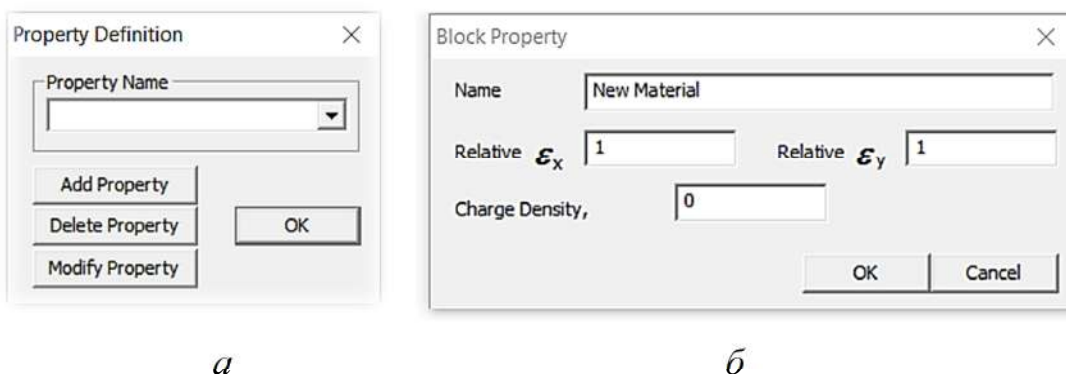 Property Definition
Property Name
Add Property
Delete Property
OK
Modify Property
Block Property
Name New Material
Relative εx 1 Relative εy 1
Charge Density, 0
OK Cancel
а б